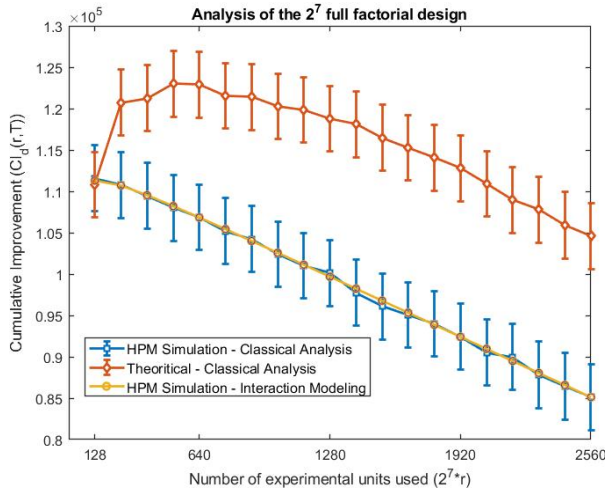 Analysis of the 2^7 full factorial design
×10^5
1.3
1.25
1.2
1.15
1.1
1.05
1
0.95
0.9
0.85
0.8
Cumulative Improvement (CI_d(r,T))
HPM Simulation - Classical Analysis
Theoritical - Classical Analysis
HPM Simulation - Interaction Modeling
128 640 1280 1920 2560
Number of experimental units used (2^7*r)